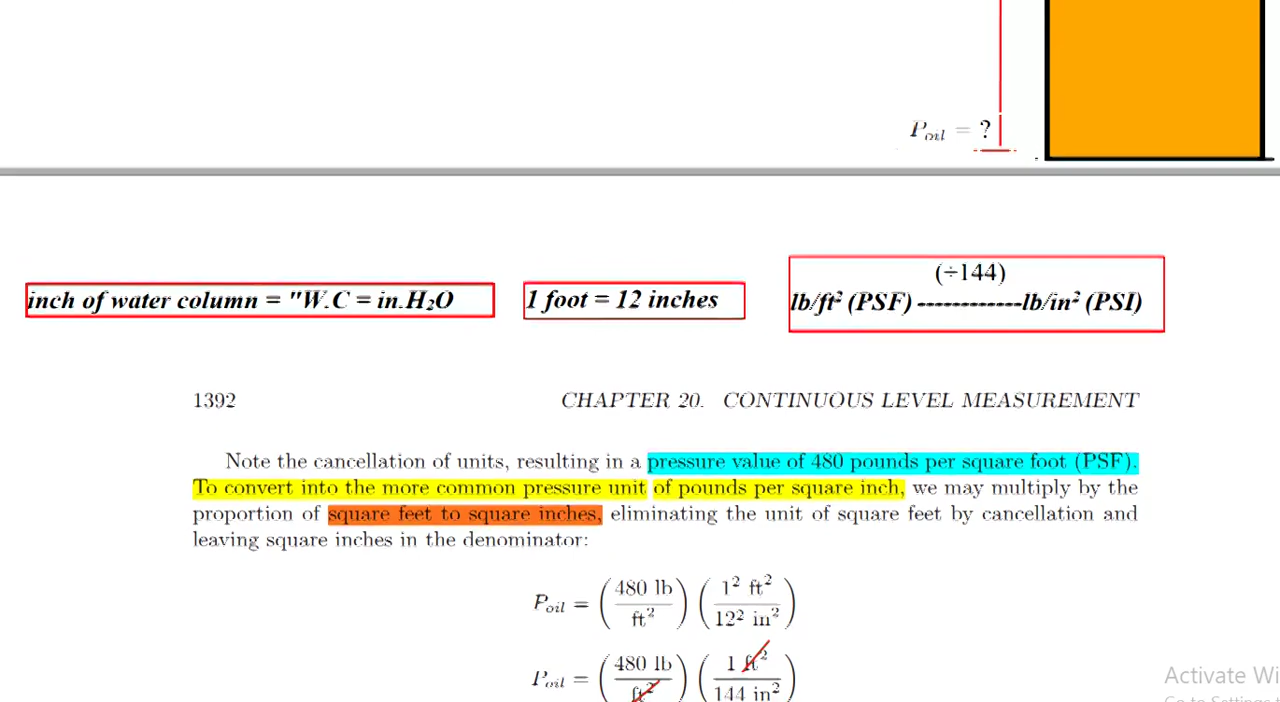 P_oil = ?
inch of water column = "W.C = in.H₂O
1 foot = 12 inches
(÷144)
lb/ft² (PSF) ------------lb/in² (PSI)
1392 CHAPTER 20. CONTINUOUS LEVEL MEASUREMENT
Note the cancellation of units, resulting in a pressure value of 480 pounds per square foot (PSF).
To convert into the more common pressure unit of pounds per square inch, we may multiply by the
proportion of square feet to square inches, eliminating the unit of square feet by cancellation and
leaving square inches in the denominator:
P_oil = (480 lb / ft²) (1² ft² / 12² in²)
P_oil = (480 lb / ft²) (1 ft² / 144 in²)
Activate Wi